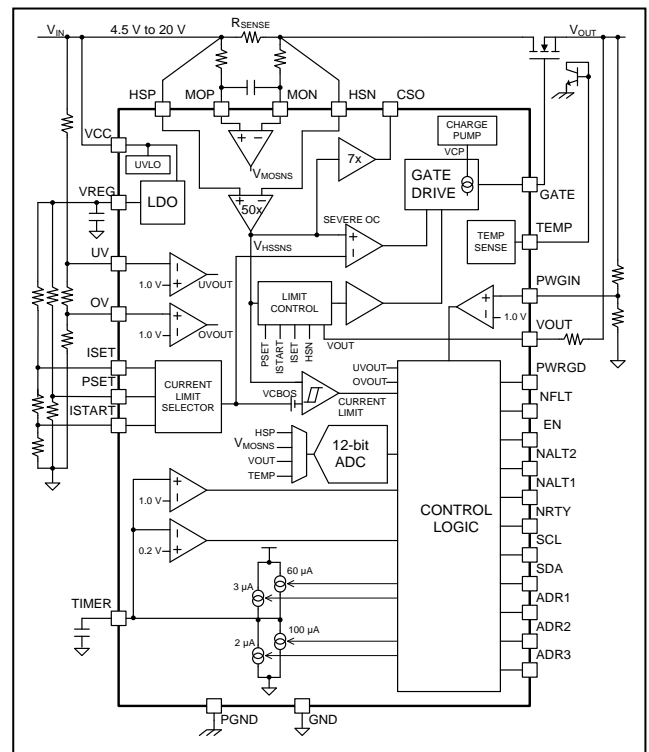 VIN 4.5 V to 20 V RSENSE VOUT
HSP MOP MON HSN CSO
CHARGE
PUMP
VCC
UVLO
VMOSNS
7x
VCP
GATE
DRIVE
GATE
VREG
LDO
50x
SEVERE OC
VHSSNS
TEMP
SENSE
TEMP
UV
1.0 V
UVOUT
PWGIN
1.0 V
OV
1.0 V
OVOUT
LIMIT
CONTROL
VOUT
PSET
ISTART
ISET
HSN
VOUT
ISET
PSET
ISTART
CURRENT
LIMIT
SELECTOR
UVOUT
OVOUT
VCBOS
CURRENT
LIMIT
PWRGD
NFLT
EN
NALT2
NALT1
NRTY
SCL
SDA
ADR1
ADR2
ADR3
HSP
VMOSNS
VOUT
TEMP
12-bit
ADC
CONTROL
LOGIC
1.0 V
0.2 V
60 µA
3 µA
TIMER
100 µA
2 µA
PGND GND